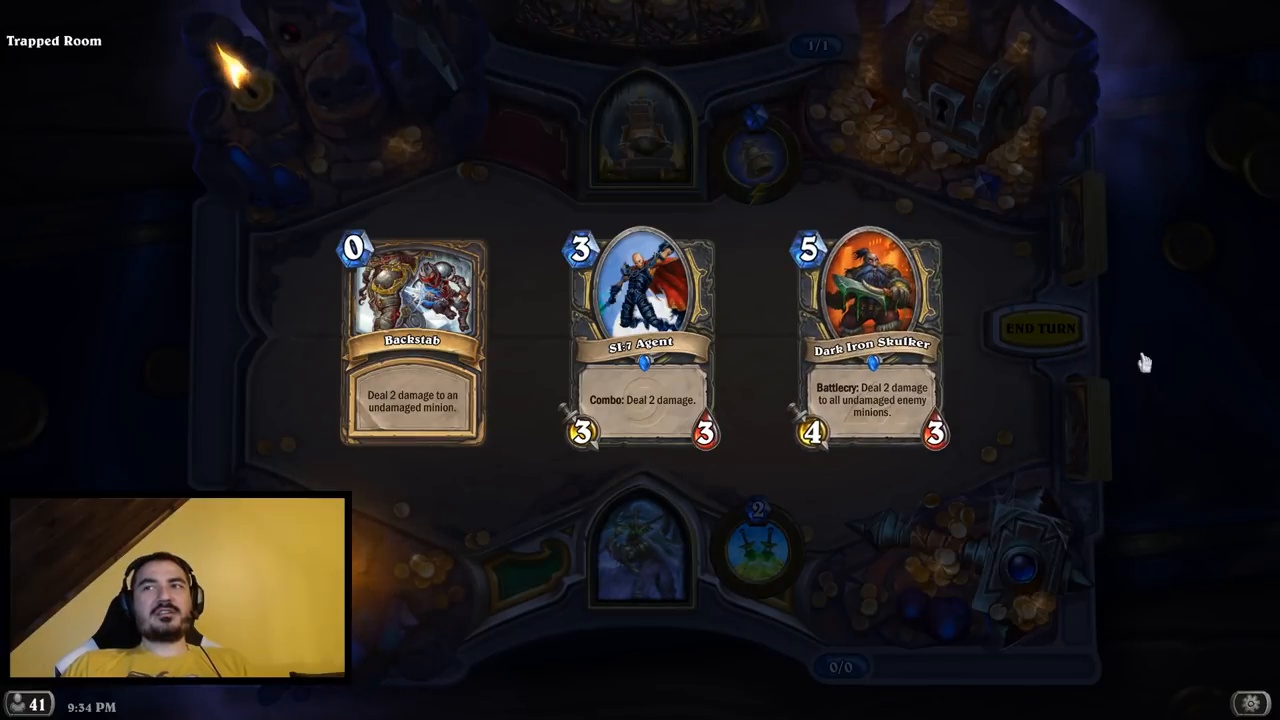 Trapped Room
1/1
0
3
5
Backstab
SI:7 Agent
Dark Iron Skulker
END TURN
Deal 2 damage to an
undamaged minion.
Combo: Deal 2 damage.
Battlecry: Deal 2 damage
to all undamaged enemy
minions.
3
3
4
3
2
0/0
41
9:34 PM